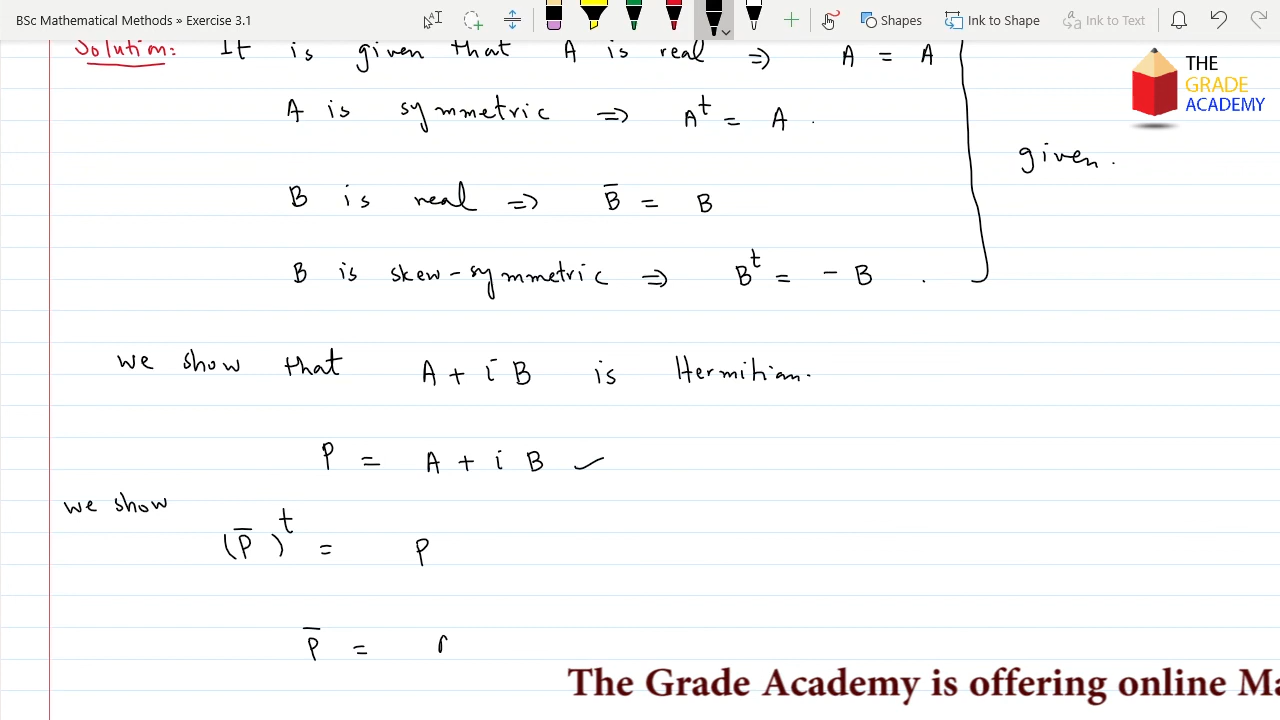 BSc Mathematical Methods » Exercise 3.1
Shapes
Ink to Shape
Ink to Text
THE
GRADE
ACADEMY
Solution: It is given that A is real ⇒ A = A
A is symmetric ⇒ Aᵗ = A .
given.
B is real ⇒ B̅ = B
B is skew-symmetric ⇒ Bᵗ = - B .
we show that A + i B is Hermitian.
P = A + i B ✓
we show
(P̅)ᵗ = P
P̅ =
The Grade Academy is offering online Ma